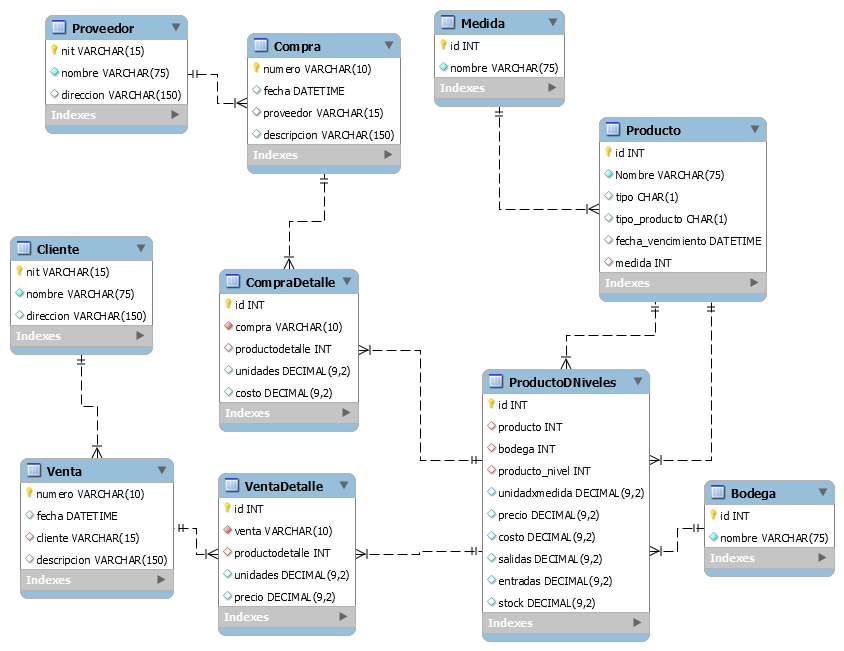 Proveedor
nit VARCHAR(15)
nombre VARCHAR(75)
direccion VARCHAR(150)
Indexes
Compra
numero VARCHAR(10)
fecha DATETIME
proveedor VARCHAR(15)
descripcion VARCHAR(150)
Indexes
Medida
id INT
nombre VARCHAR(75)
Indexes
Producto
id INT
Nombre VARCHAR(75)
tipo CHAR(1)
tipo_producto CHAR(1)
fecha_vencimiento DATETIME
medida INT
Indexes
Cliente
nit VARCHAR(15)
nombre VARCHAR(75)
direccion VARCHAR(150)
Indexes
CompraDetalle
id INT
compra VARCHAR(10)
productodetalle INT
unidades DECIMAL(9,2)
costo DECIMAL(9,2)
Indexes
ProductoDNiveles
id INT
producto INT
bodega INT
producto_nivel INT
unidadxmedida DECIMAL(9,2)
precio DECIMAL(9,2)
costo DECIMAL(9,2)
salidas DECIMAL(9,2)
entradas DECIMAL(9,2)
stock DECIMAL(9,2)
Indexes
Venta
numero VARCHAR(10)
fecha DATETIME
cliente VARCHAR(15)
descripcion VARCHAR(150)
Indexes
VentaDetalle
id INT
venta VARCHAR(10)
productodetalle INT
unidades DECIMAL(9,2)
precio DECIMAL(9,2)
Indexes
Bodega
id INT
nombre VARCHAR(75)
Indexes